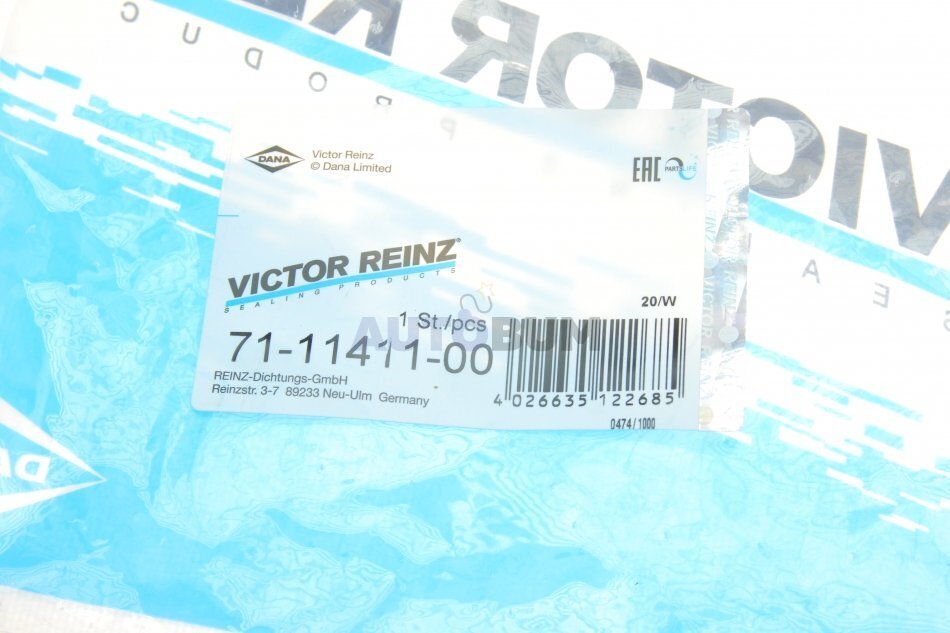 DANA
Victor Reinz
© Dana Limited
EAC
PARTSLIFE
VICTOR REINZ®
SEALING PRODUCTS
20/W
1 St./pcs
AUTOBUM
71-11411-00
REINZ-Dichtungs-GmbH
Reinzstr. 3-7 89233 Neu-Ulm Germany
4 026635 122685
0474/1000